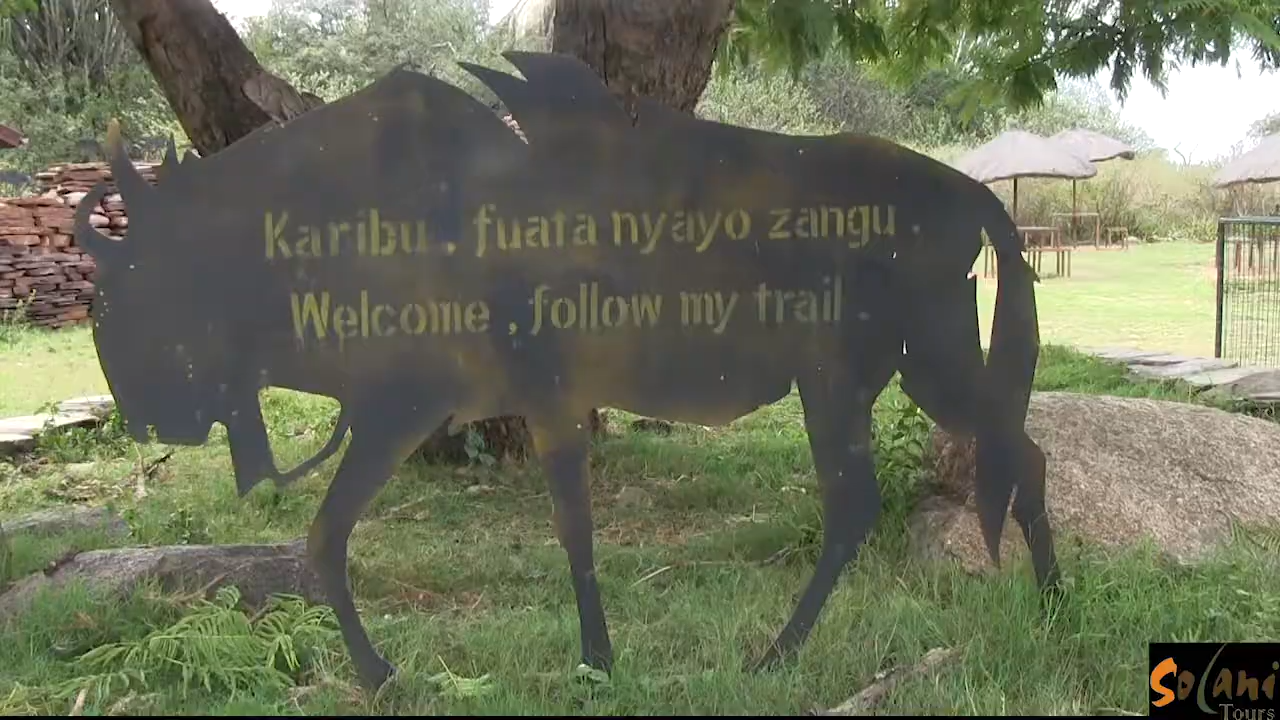 Karibu , fuata nyayo zangu .
Welcome , follow my trail .
Solani
Tours